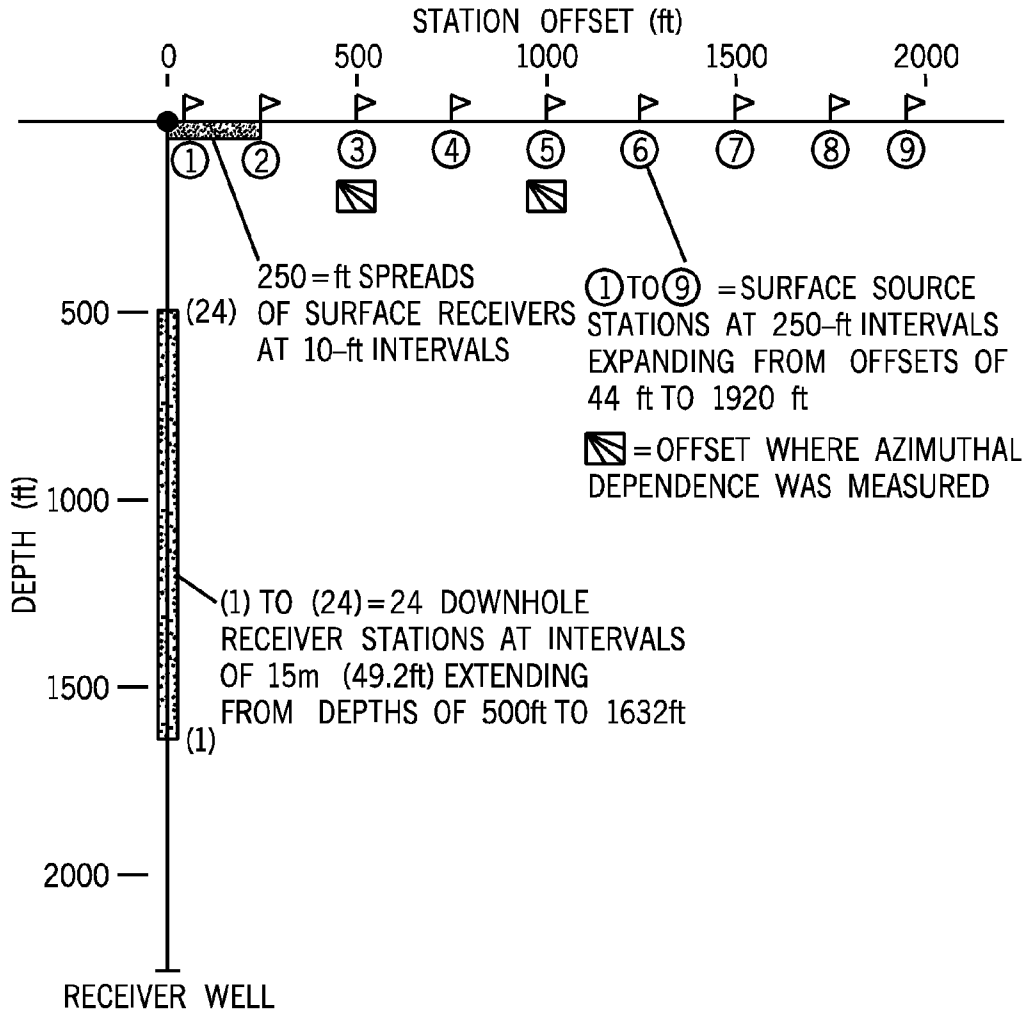 STATION OFFSET (ft)
0 500 1000 1500 2000
1 2 3 4 5 6 7 8 9
250=ft SPREADS
OF SURFACE RECEIVERS
AT 10–ft INTERVALS
1 TO 9 =SURFACE SOURCE
STATIONS AT 250–ft INTERVALS
EXPANDING FROM OFFSETS OF
44 ft TO 1920 ft
=OFFSET WHERE AZIMUTHAL
DEPENDENCE WAS MEASURED
500
(24)
1000
DEPTH (ft)
(1) TO (24)=24 DOWNHOLE
RECEIVER STATIONS AT INTERVALS
OF 15m (49.2ft) EXTENDING
FROM DEPTHS OF 500ft TO 1632ft
1500
(1)
2000
RECEIVER WELL